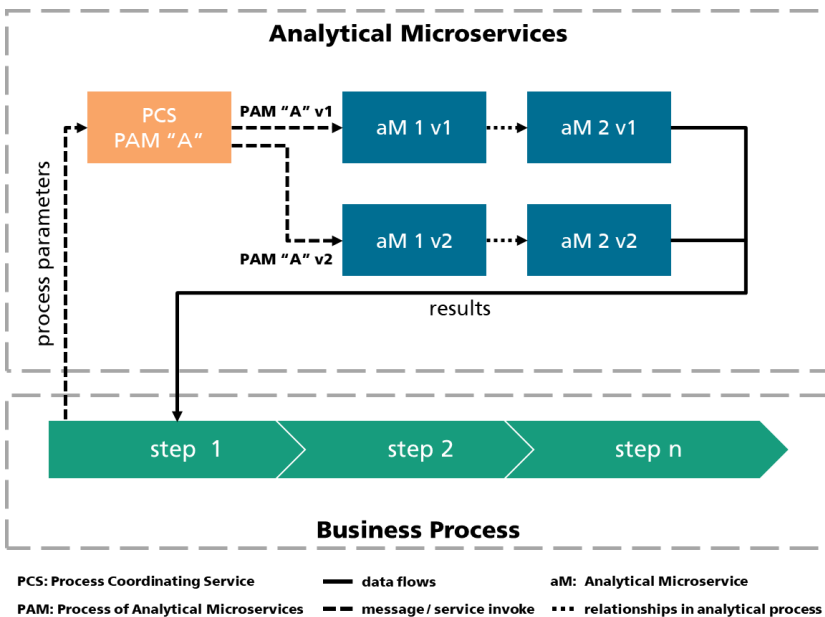 Analytical Microservices
PCS
PAM “A”
PAM “A” v1
aM 1 v1
aM 2 v1
PAM “A” v2
aM 1 v2
aM 2 v2
process parameters
results
step 1
step 2
step n
Business Process
PCS: Process Coordinating Service
data flows
aM: Analytical Microservice
PAM: Process of Analytical Microservices
message / service invoke
relationships in analytical process